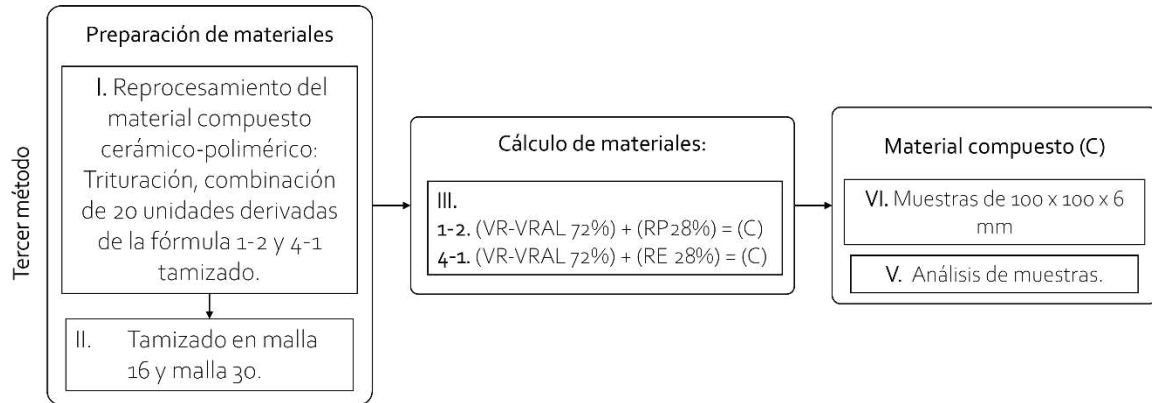 Tercer método
Preparación de materiales
I. Reprocesamiento del
material compuesto
cerámico-polimérico:
Trituración, combinación
de 20 unidades derivadas
de la fórmula 1-2 y 4-1
tamizado.
II. Tamizado en malla
16 y malla 30.
Cálculo de materiales:
III.
1-2. (VR-VRAL 72%) + (RP28%) = (C)
4-1. (VR-VRAL 72%) + (RE 28%) = (C)
Material compuesto (C)
VI. Muestras de 100 x 100 x 6
mm
V. Análisis de muestras.